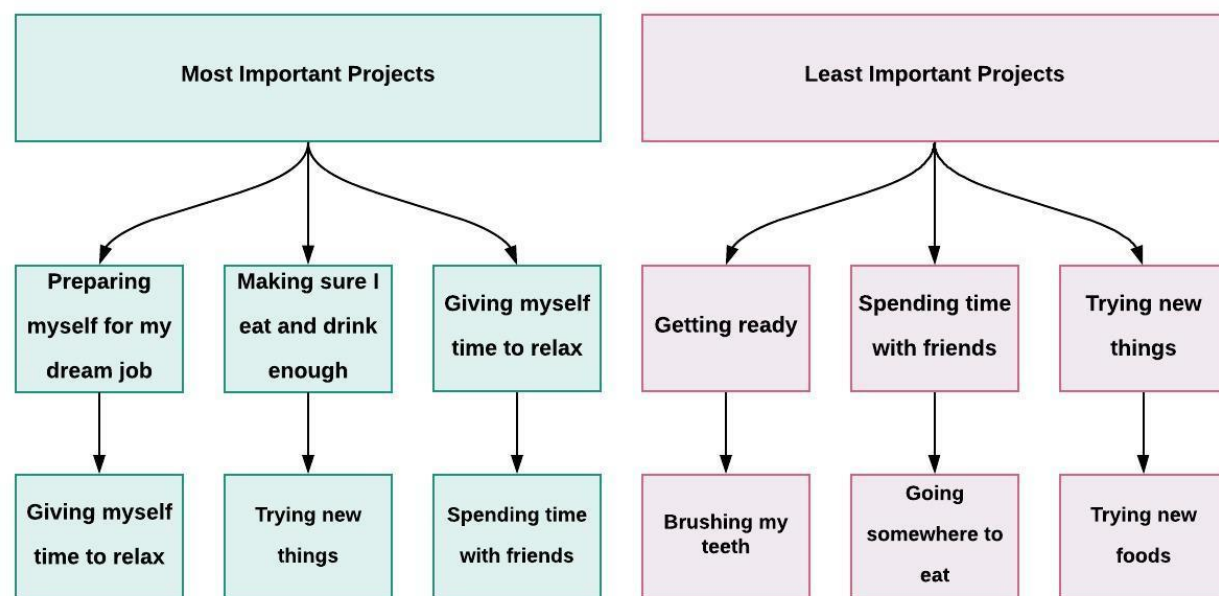 Most Important Projects
Least Important Projects
Preparing
myself for my
dream job
Making sure I
eat and drink
enough
Giving myself
time to relax
Getting ready
Spending time
with friends
Trying new
things
Giving myself
time to relax
Trying new
things
Spending time
with friends
Brushing my
teeth
Going
somewhere to
eat
Trying new
foods